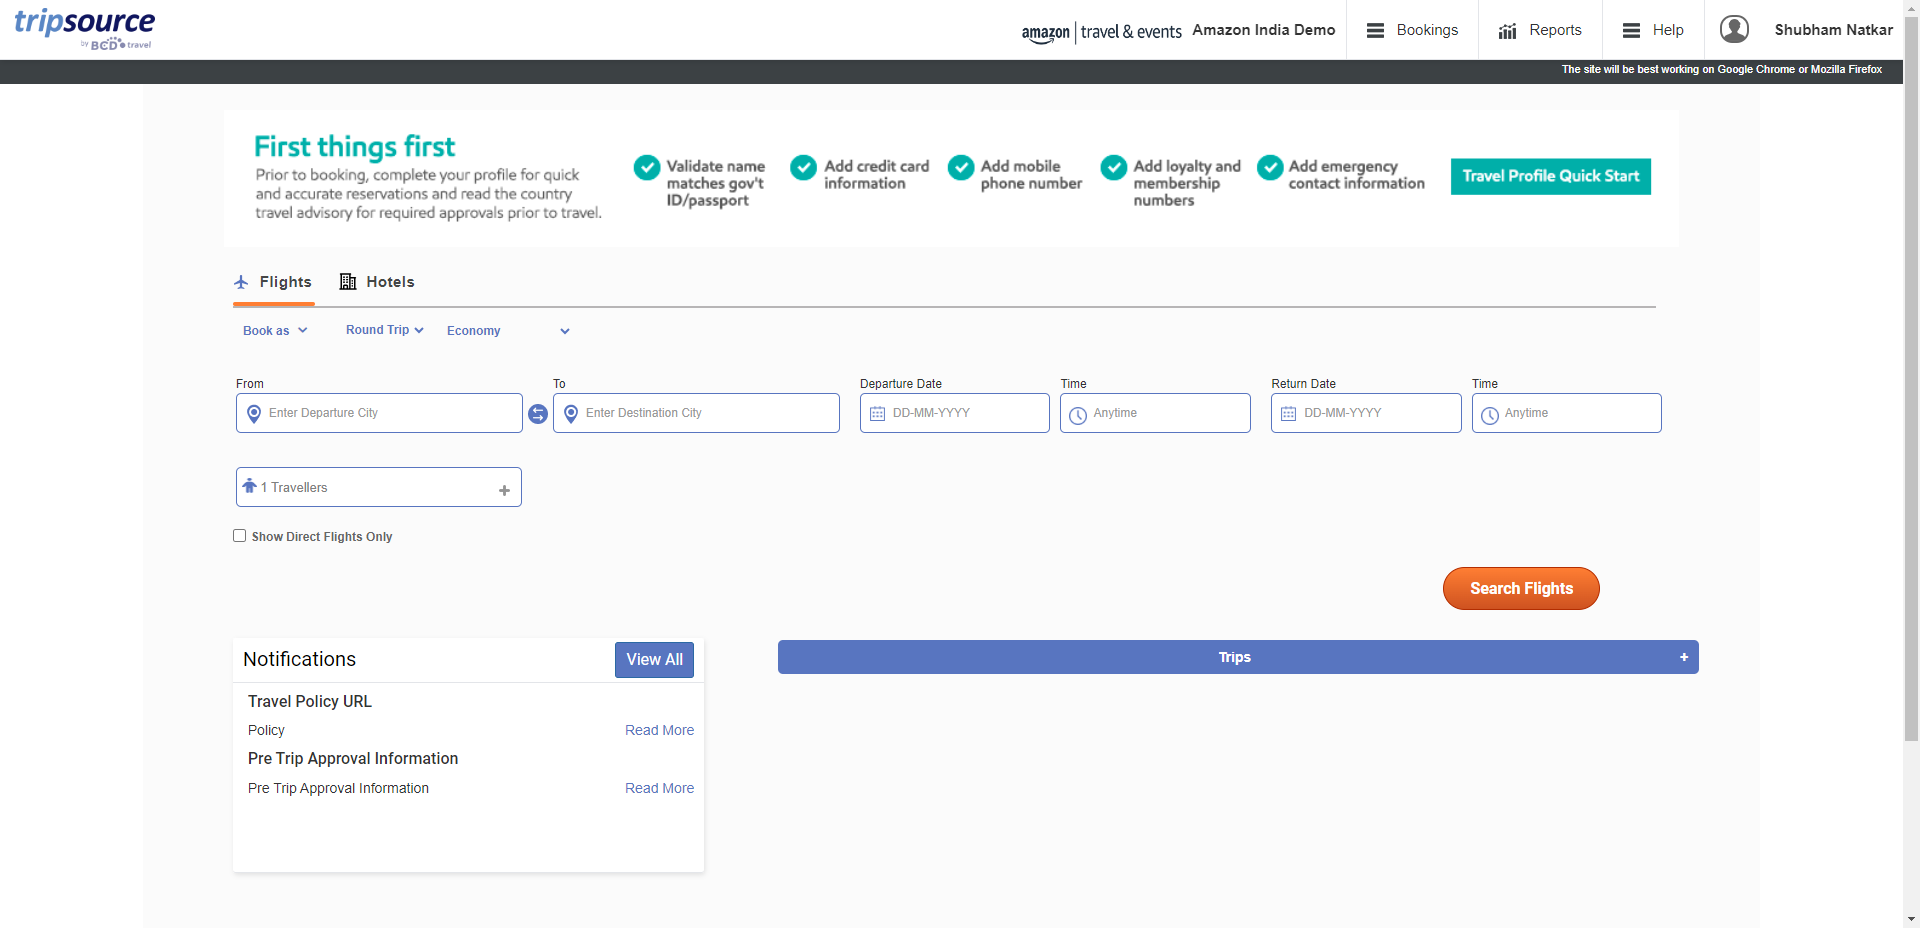 tripsource
by BCD travel
amazon travel & events Amazon India Demo
Bookings
Reports
Help
Shubham Natkar
The site will be best working on Google Chrome or Mozilla Firefox
First things first
Prior to booking, complete your profile for quick
and accurate reservations and read the country
travel advisory for required approvals prior to travel.
Validate name
matches gov't
ID/passport
Add credit card
information
Add mobile
phone number
Add loyalty and
membership
numbers
Add emergency
contact information
Travel Profile Quick Start
Flights
Hotels
Book as
Round Trip
Economy
From
To
Departure Date
Time
Return Date
Time
Enter Departure City
Enter Destination City
DD-MM-YYYY
Anytime
DD-MM-YYYY
Anytime
1 Travellers +
Show Direct Flights Only
Search Flights
Notifications
View All
Trips +
Travel Policy URL
Policy
Read More
Pre Trip Approval Information
Pre Trip Approval Information
Read More